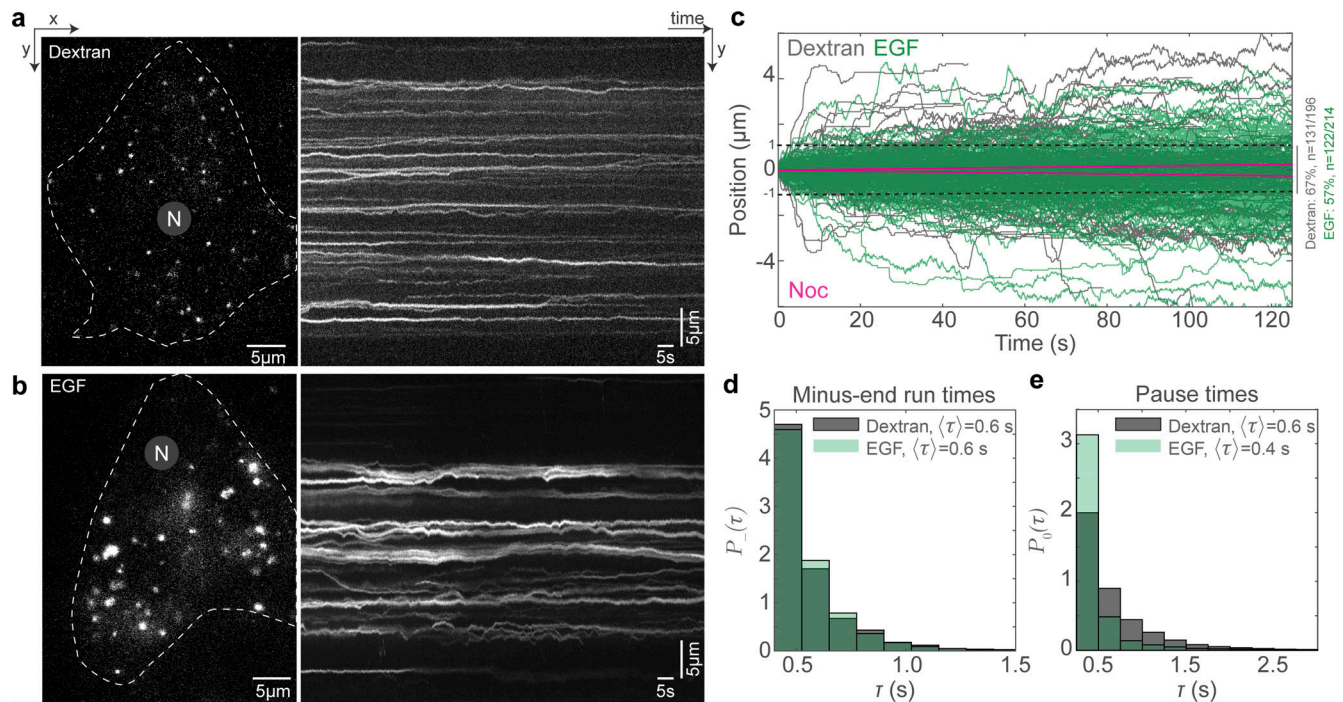 a
x
y
Dextran
N
5µm
time
y
5µm
5s
b
EGF
N
5µm
5µm
5s
c
Dextran EGF
4
1
0
-1
-4
Position (µm)
Noc
0 20 40 60 80 100 120
Time (s)
Dextran: 67%, n=131/196
EGF: 57%, n=122/214
d
Minus-end run times
Dextran, ⟨τ⟩=0.6 s
EGF, ⟨τ⟩=0.6 s
5
4
3
2
1
0
P_(τ)
0.5 1.0 1.5
τ (s)
e
Pause times
Dextran, ⟨τ⟩=0.6 s
EGF, ⟨τ⟩=0.4 s
3
2
1
0
P₀(τ)
0.5 1.5 2.5
τ (s)